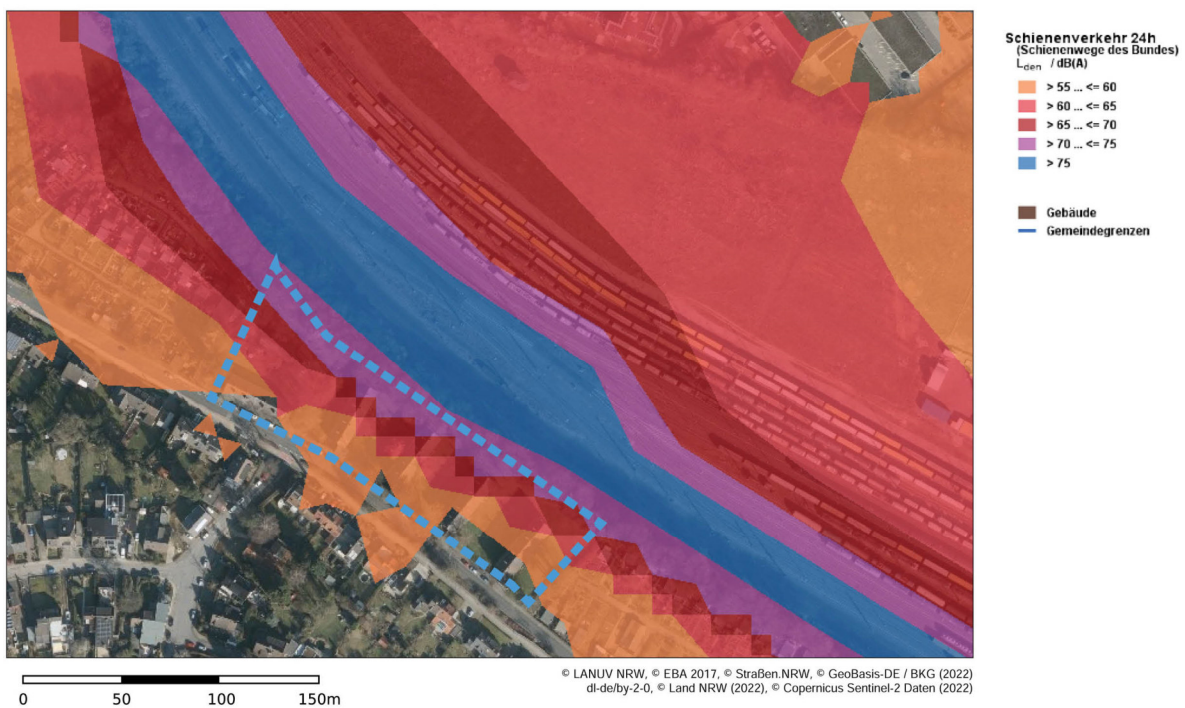 Schienenverkehr 24h
(Schienenwege des Bundes)
Lden / dB(A)
> 55 ... <= 60
> 60 ... <= 65
> 65 ... <= 70
> 70 ... <= 75
> 75
Gebäude
Gemeindegrenzen
0 50 100 150m
© LANUV NRW, © EBA 2017, © Straßen.NRW, © GeoBasis-DE / BKG (2022)
dl-de/by-2-0, © Land NRW (2022), © Copernicus Sentinel-2 Daten (2022)